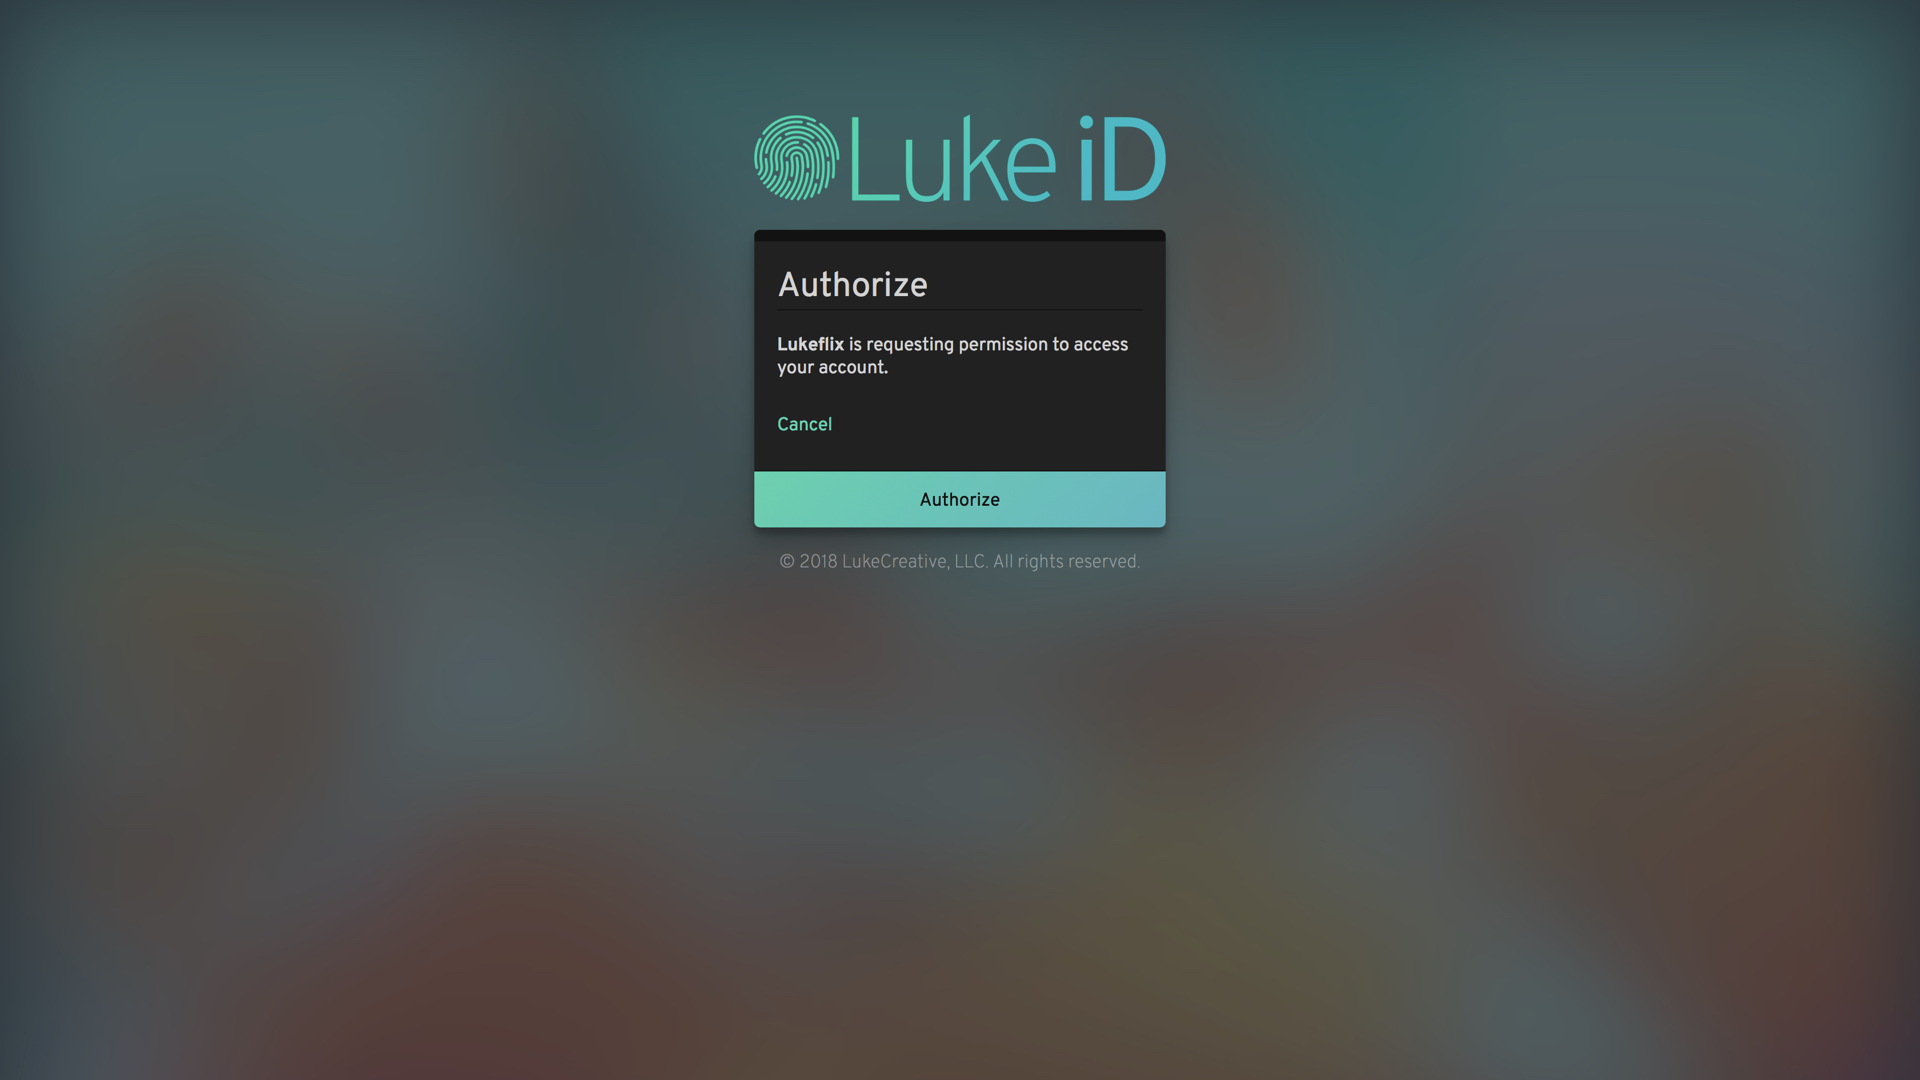 Luke iD
Authorize
Lukeflix is requesting permission to access
your account.
Cancel
Authorize
© 2018 LukeCreative, LLC. All rights reserved.